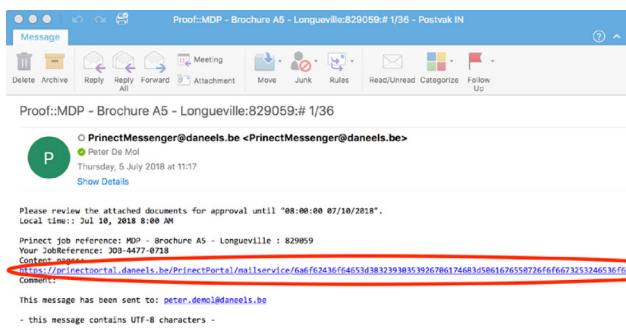 Proof::MDP - Brochure A5 - Longueville:829059:# 1/36 - Postvak IN
Message
Delete Archive Reply Reply All Forward Meeting Attachment Move Junk Rules Read/Unread Categorize Follow Up
Proof::MDP - Brochure A5 - Longueville:829059:# 1/36
P
PrinectMessenger@daneels.be <PrinectMessenger@daneels.be>
Peter De Mol
Thursday, 5 July 2018 at 11:17
Show Details
Please review the attached documents for approval until "08:00:00 07/10/2018".
Local time:: Jul 10, 2018 8:00 AM
Prinect job reference: MDP - Brochure A5 - Longueville : 829059
Your JobReference: JOB-4477-0718
Content pages:
Comment:
This message has been sent to: peter.demol@daneels.be
- this message contains UTF-8 characters -